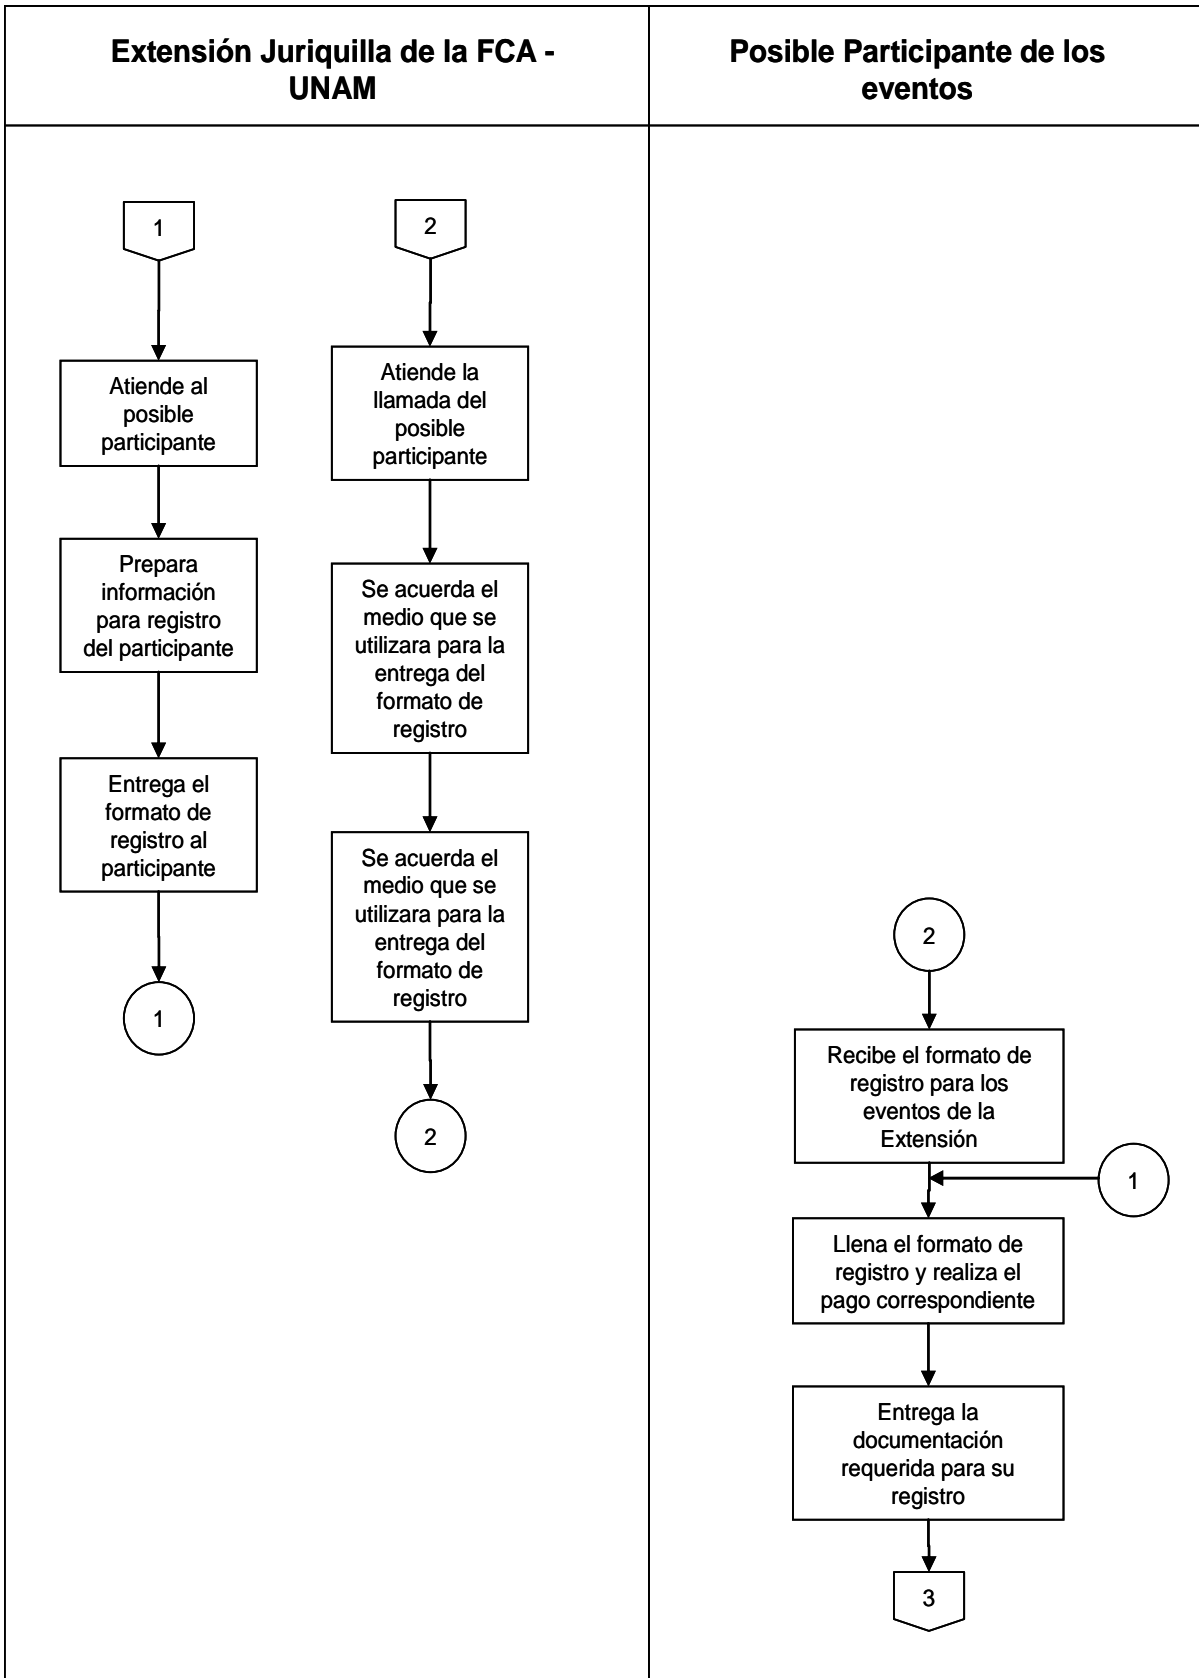 Extensión Juriquilla de la FCA -
UNAM
Posible Participante de los
eventos
1
Atiende al
posible
participante
Prepara
información
para registro
del participante
Entrega el
formato de
registro al
participante
1
2
Atiende la
llamada del
posible
participante
Se acuerda el
medio que se
utilizara para la
entrega del
formato de
registro
Se acuerda el
medio que se
utilizara para la
entrega del
formato de
registro
2
2
Recibe el formato de
registro para los
eventos de la
Extensión
1
Llena el formato de
registro y realiza el
pago correspondiente
Entrega la
documentación
requerida para su
registro
3